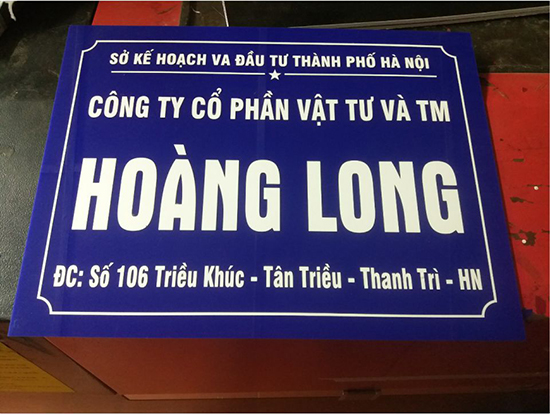 SỞ KẾ HOẠCH VA ĐẦU TƯ THÀNH PHỐ HÀ NỘI
CÔNG TY CỔ PHẦN VẬT TƯ VÀ TM
HOÀNG LONG
ĐC: Số 106 Triều Khúc - Tân Triều - Thanh Trì - HN